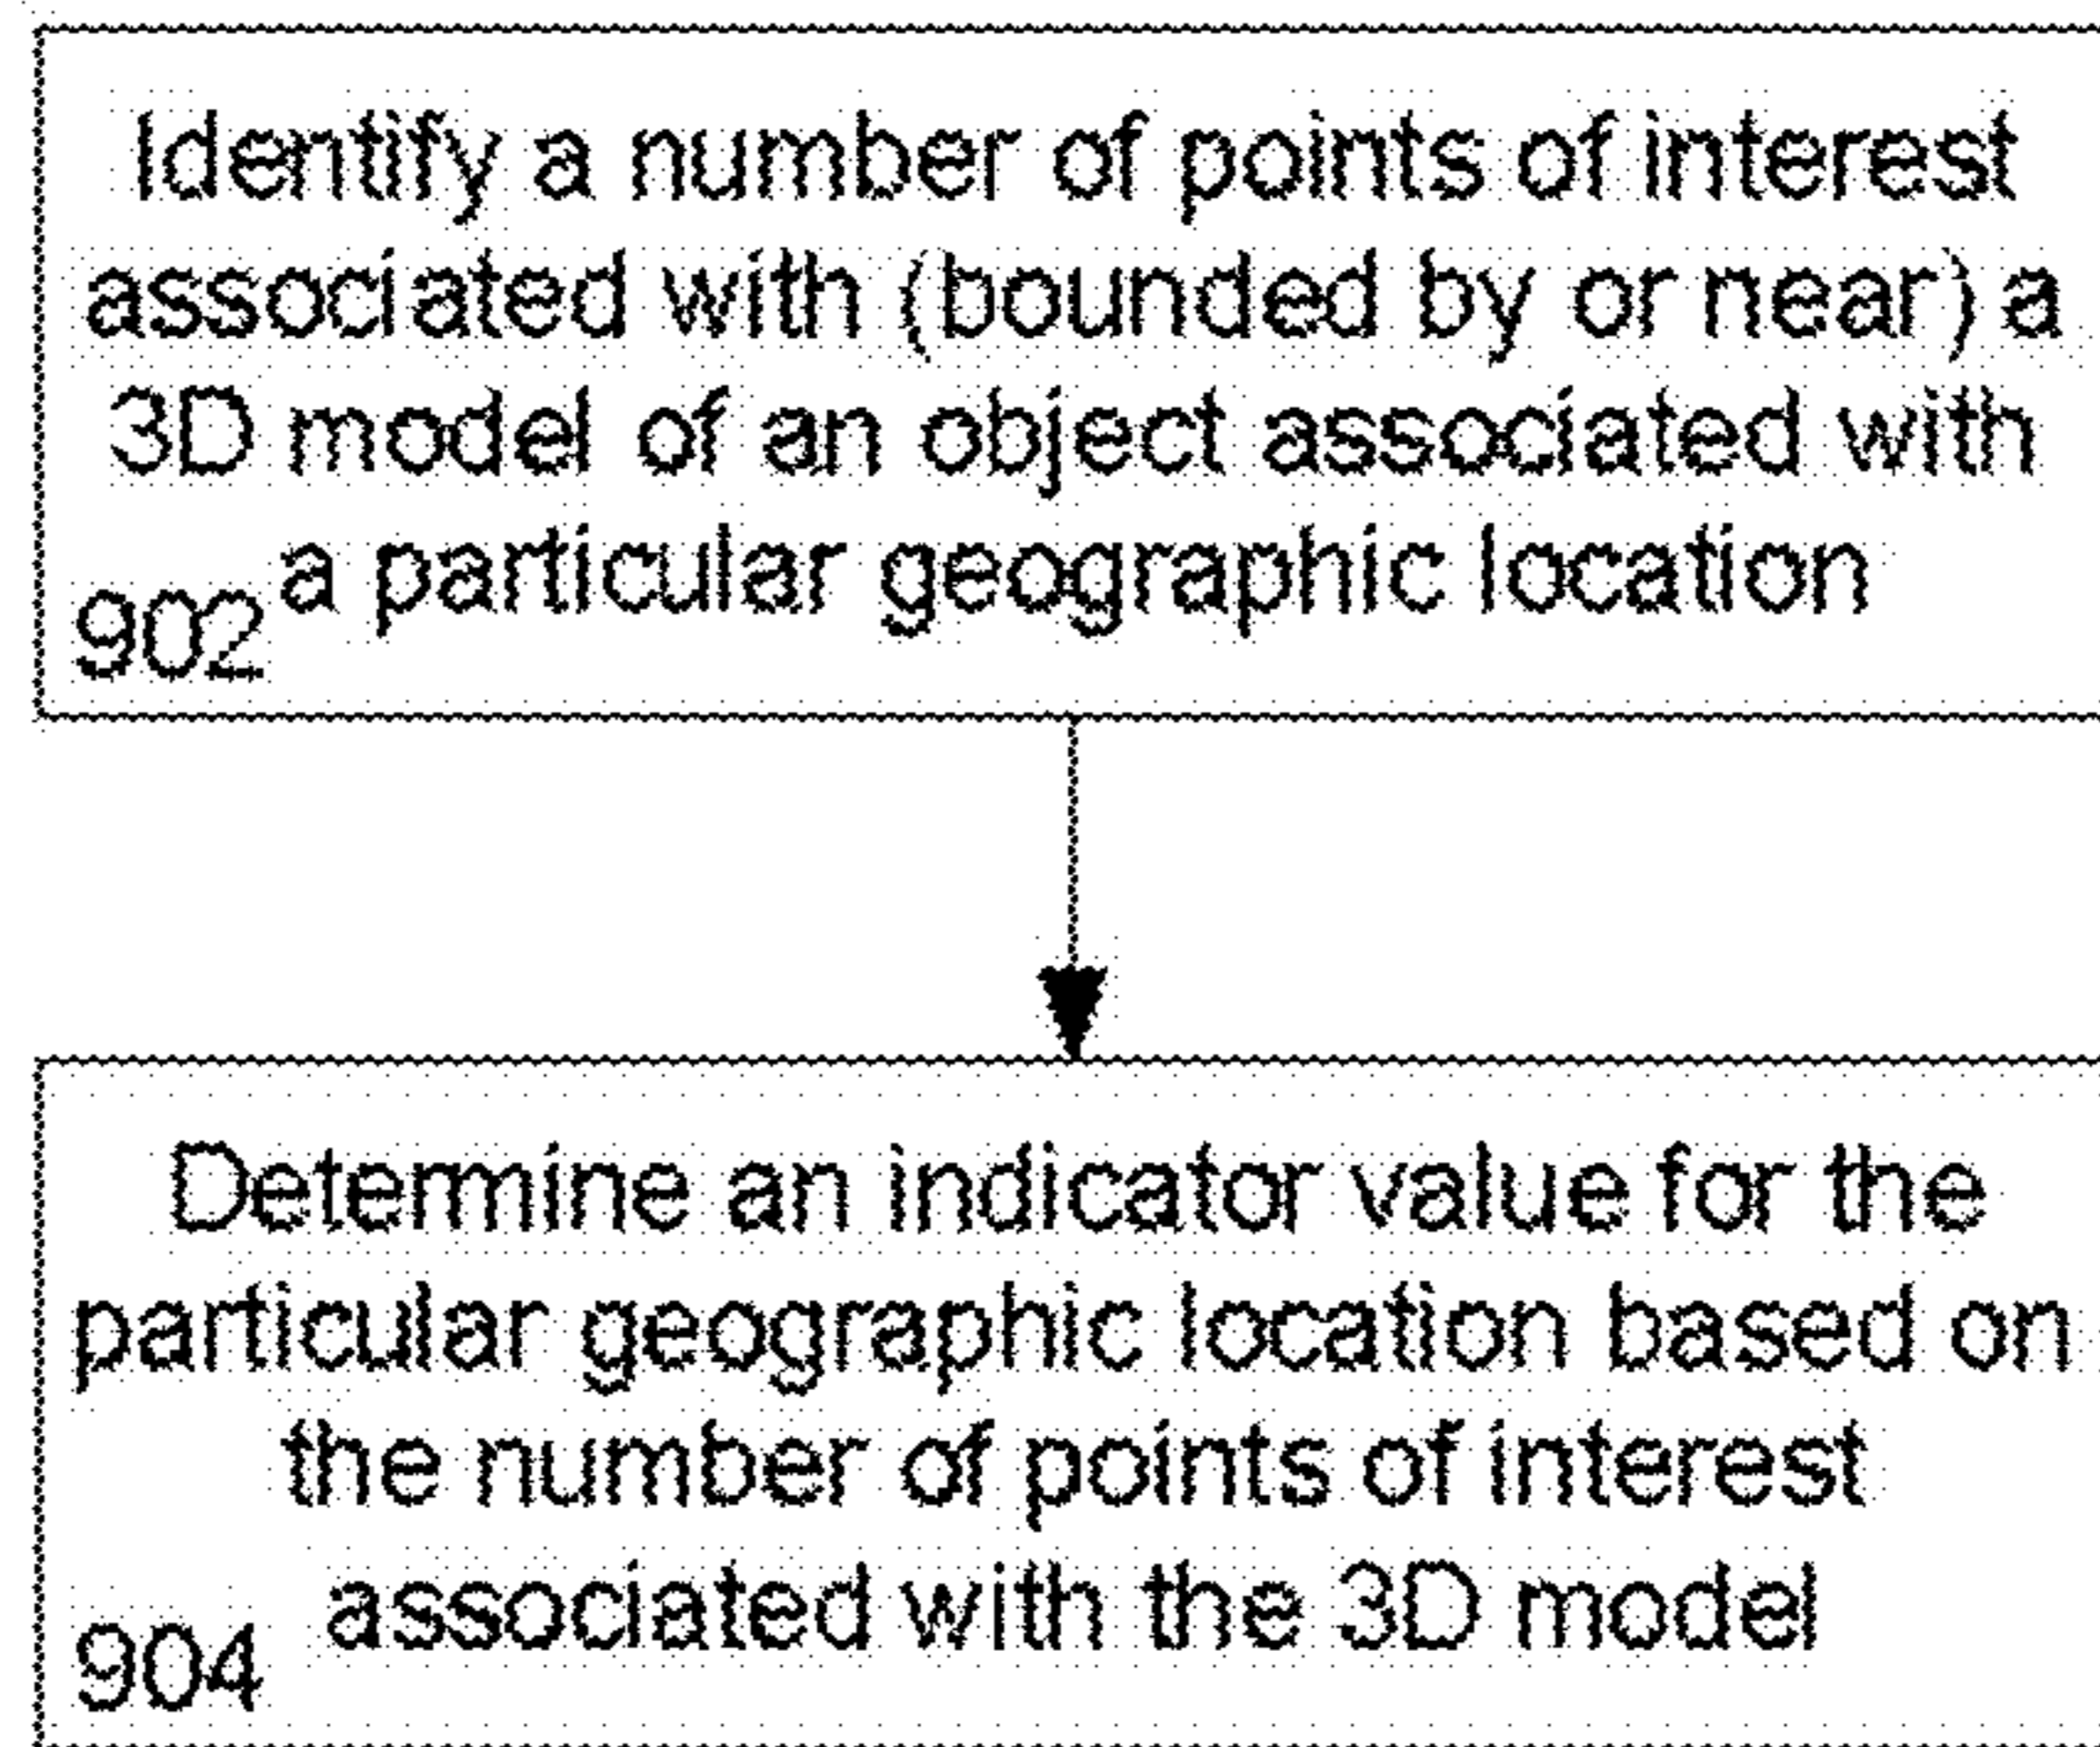 Identify a number of points of interest
associated with (bounded by or near) a
3D model of an object associated with
a particular geographic location
902
Determine an indicator value for the
particular geographic location based on
the number of points of interest
associated with the 3D model
904